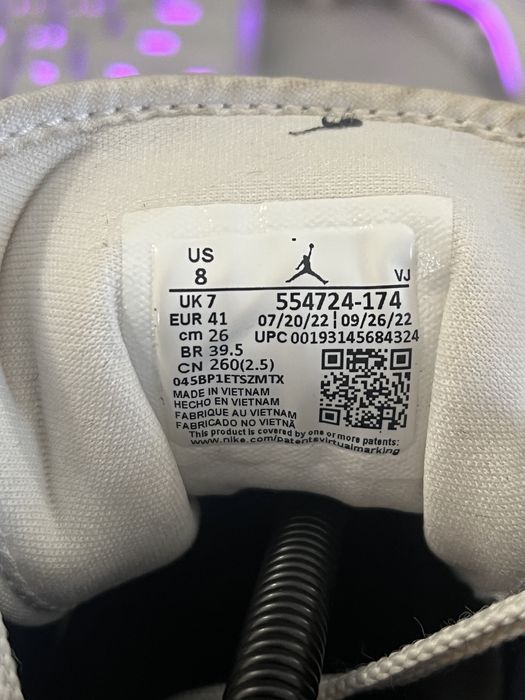 US
8
VJ
UK 7
554724-174
EUR 41
07/20/22 | 09/26/22
cm 26
UPC 00193145684324
BR 39.5
CN 260(2.5)
045BP1ETSZMTX
MADE IN VIETNAM
HECHO EN VIETNAM
FABRIQUE AU VIETNAM
FABRICADO NO VIETNÃ
This product is covered by one or more patents:
www.nike.com/patentsvirtualmarking